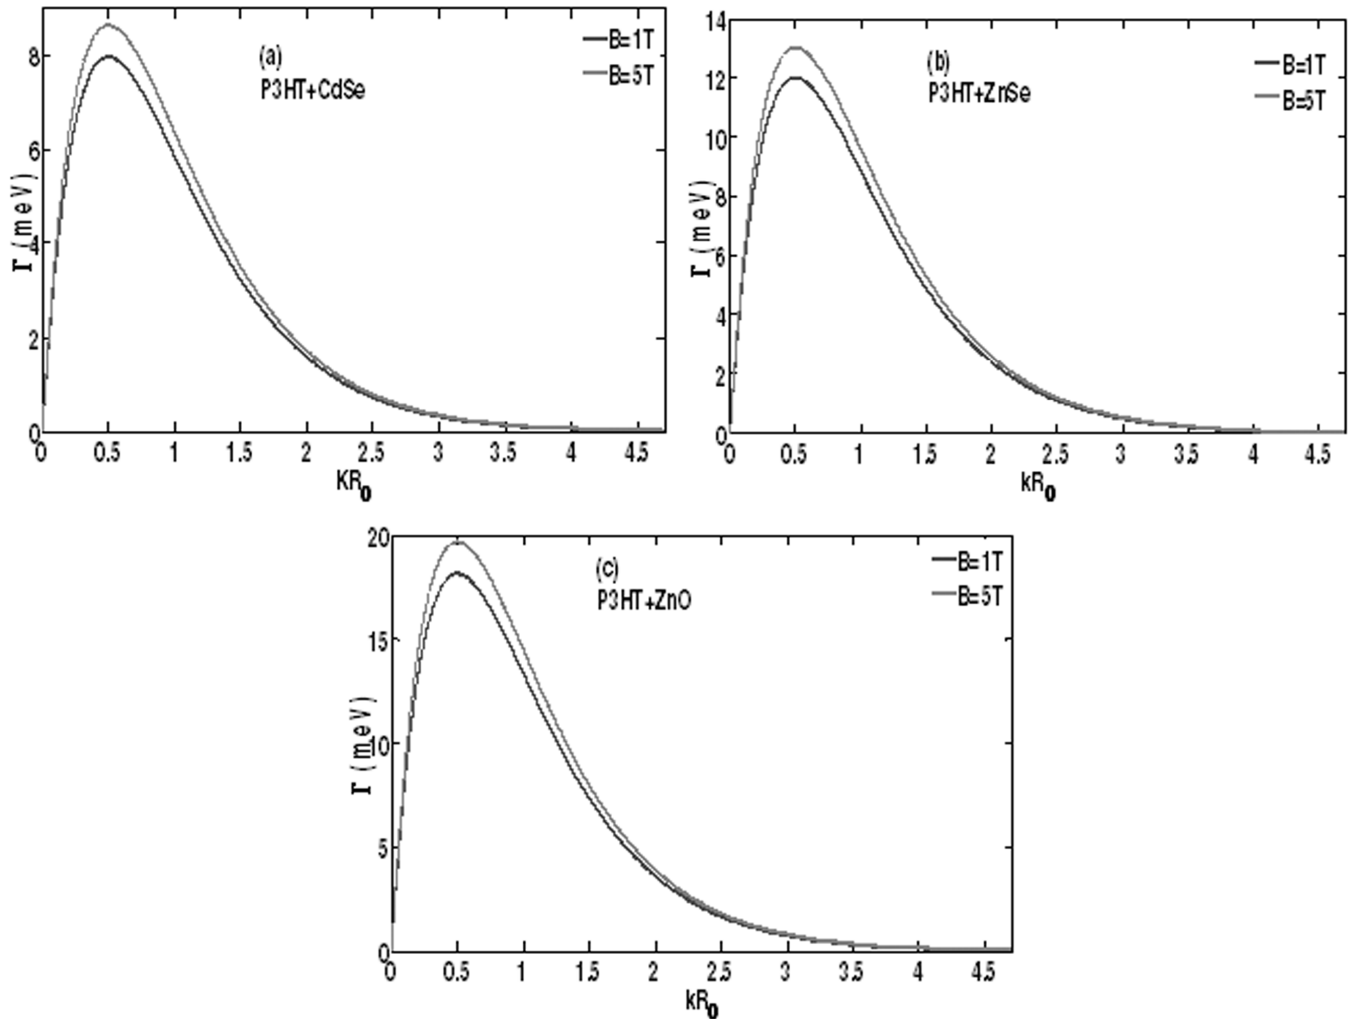 (a)
P3HT+CdSe
B=1T
B=5T
8
6
4
2
0
Γ (meV)
0 0.5 1 1.5 2 2.5 3 3.5 4 4.5
KR0
(b)
P3HT+ZnSe
B=1T
B=5T
14
12
10
8
6
4
2
0
Γ (meV)
0 0.5 1 1.5 2 2.5 3 3.5 4 4.5
kR0
(c)
P3HT+ZnO
B=1T
B=5T
20
15
10
5
0
Γ (meV)
0 0.5 1 1.5 2 2.5 3 3.5 4 4.5
kR0